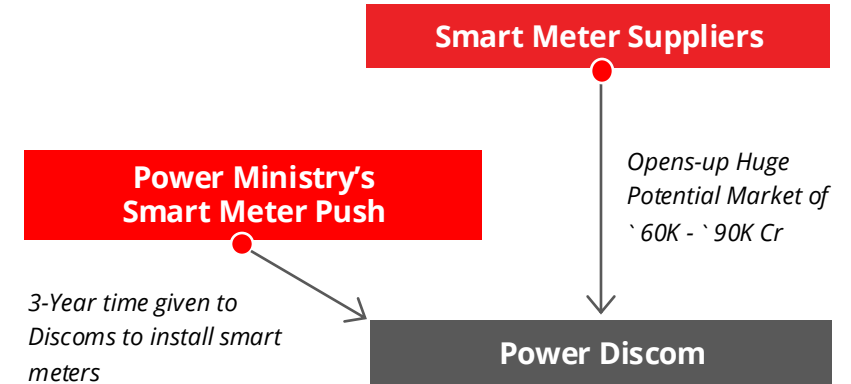 Smart Meter Suppliers
Power Ministry’s
Smart Meter Push
Opens-up Huge
Potential Market of
` 60K - ` 90K Cr
3-Year time given to
Discoms to install smart
meters
Power Discom